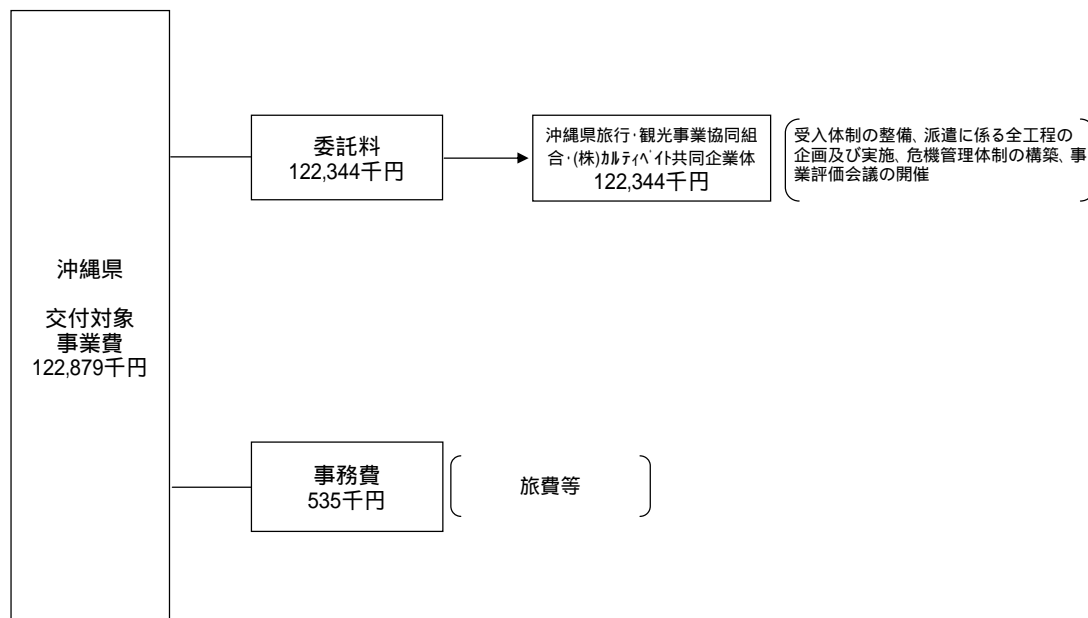 沖縄県
交付対象
事業費
122,879千円
委託料
122,344千円
沖縄県旅行・観光事業協同組
合・(株)ｶﾙﾃｨﾍﾞｲﾄ共同企業体
122,344千円
受入体制の整備、派遣に係る全工程の
企画及び実施、危機管理体制の構築、事
業評価会議の開催
事務費
535千円
旅費等